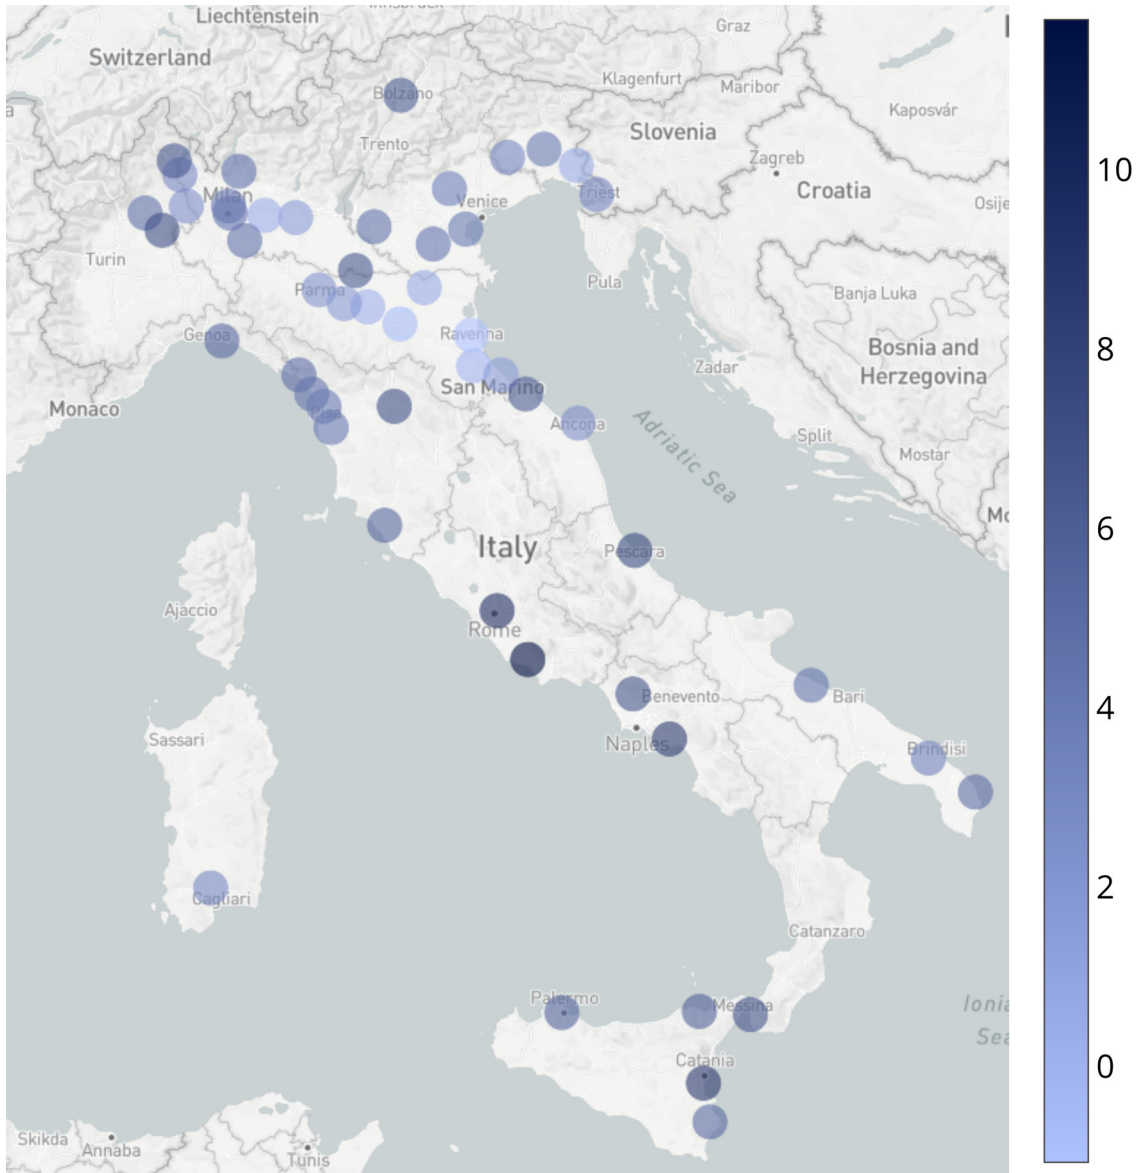 Innsbruck
Liechtenstein
Graz
Switzerland
Klagenfurt
Maribor
Bolzano
Kaposvár
Slovenia
Trento
Zagreb
Croatia
Milan
Triest
Venice
Osije
Turin
Pula
Parma
Banja Luka
Genoa
Ravenna
Bosnia and
Herzegovina
Zadar
San Marino
Monaco
Pisa
Ancona
Adriatic Sea
Split
Mostar
Mo
Italy
Pescara
Ajaccio
Rome
Benevento
Bari
Sassari
Naples
Brindisi
Cagliari
Catanzaro
Palermo
Messina
Ionia
Sea
Catania
Skikda
Annaba
Tunis
10
8
6
4
2
0